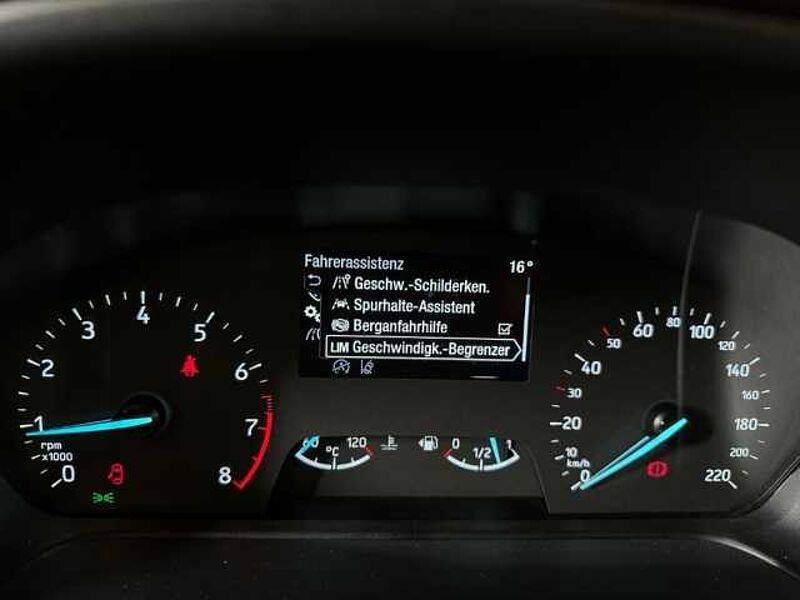 Fahrerassistenz 16°
Geschw.-Schilderken.
Spurhalte-Assistent
Berganfahrhilfe
LIM Geschwindigk.-Begrenzer
0
1
2
3
4
5
6
7
8
rpm
x1000
60 120
°C
0 1/2 1
0
10
20
30
40
50
60
80
100
120
140
160
180
200
220
km/h